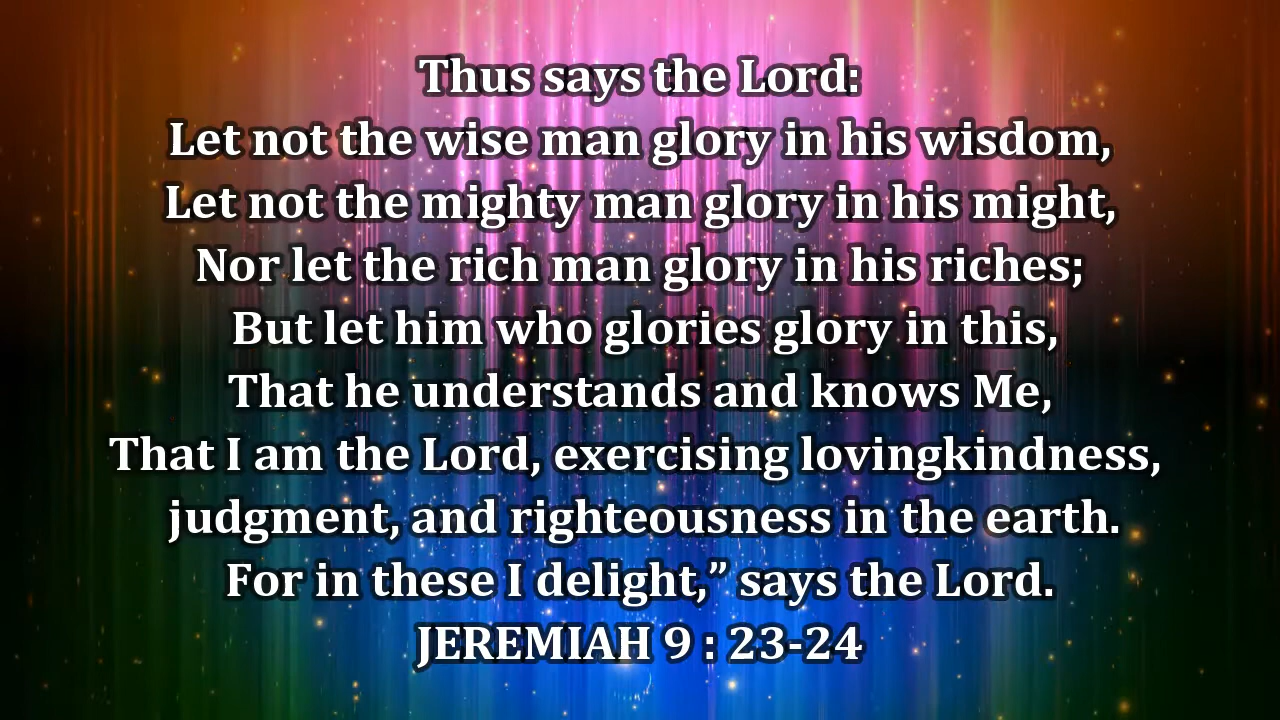 Thus says the Lord:
Let not the wise man glory in his wisdom,
Let not the mighty man glory in his might,
Nor let the rich man glory in his riches;
But let him who glories glory in this,
That he understands and knows Me,
That I am the Lord, exercising lovingkindness,
judgment, and righteousness in the earth.
For in these I delight,” says the Lord.
JEREMIAH 9 : 23-24